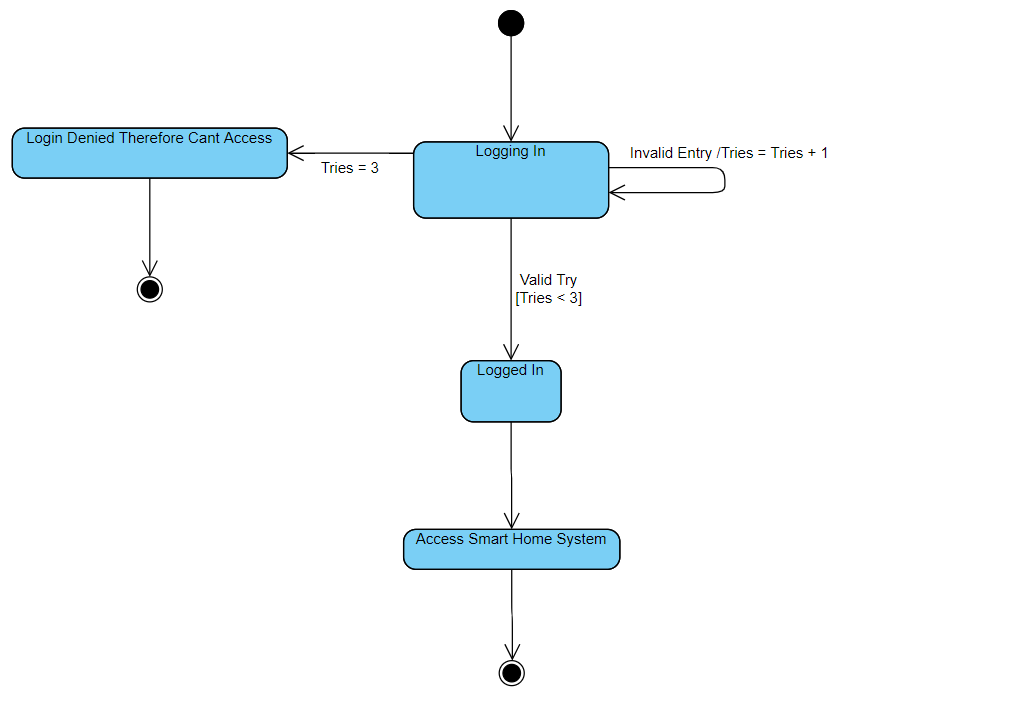 Login Denied Therefore Cant Access
Logging In
Invalid Entry /Tries = Tries + 1
Tries = 3
Valid Try
[Tries < 3]
Logged In
Access Smart Home System